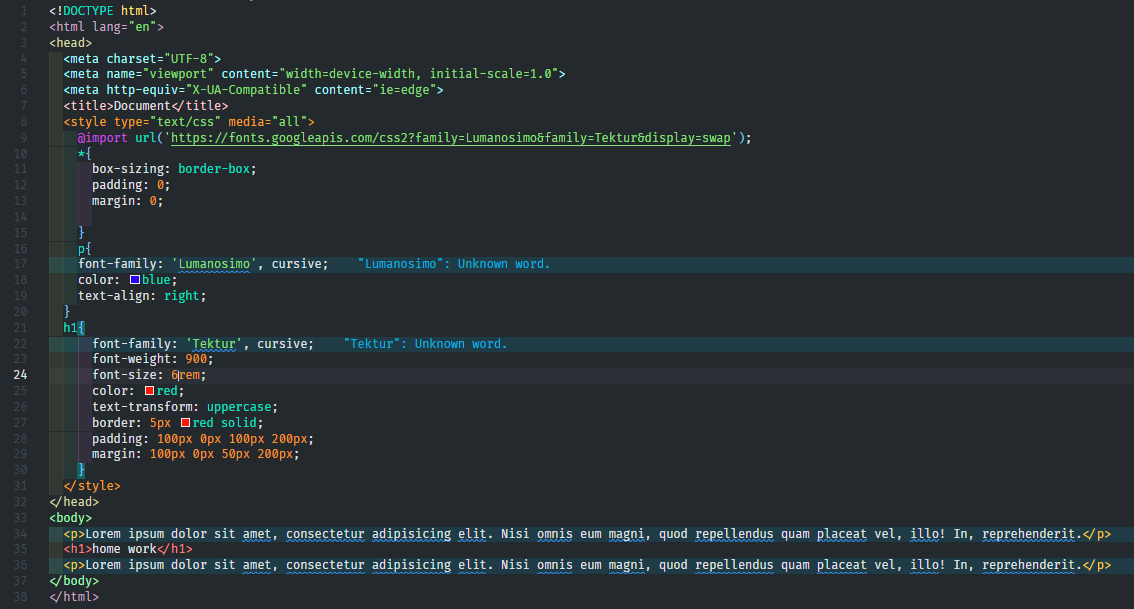 1 <!DOCTYPE html>
2 <html lang="en">
3 <head>
4 <meta charset="UTF-8">
5 <meta name="viewport" content="width=device-width, initial-scale=1.0">
6 <meta http-equiv="X-UA-Compatible" content="ie=edge">
7 <title>Document</title>
8 <style type="text/css" media="all">
9 @import url('https://fonts.googleapis.com/css2?family=Lumanosimo&family=Tektur&display=swap');
10 *{
11 box-sizing: border-box;
12 padding: 0;
13 margin: 0;
14
15 }
16 p{
17 font-family: 'Lumanosimo', cursive; "Lumanosimo": Unknown word.
18 color: blue;
19 text-align: right;
20 }
21 h1{
22 font-family: 'Tektur', cursive; "Tektur": Unknown word.
23 font-weight: 900;
24 font-size: 6rem;
25 color: red;
26 text-transform: uppercase;
27 border: 5px red solid;
28 padding: 100px 0px 100px 200px;
29 margin: 100px 0px 50px 200px;
30 }
31 </style>
32 </head>
33 <body>
34 <p>Lorem ipsum dolor sit amet, consectetur adipisicing elit. Nisi omnis eum magni, quod repellendus quam placeat vel, illo! In, reprehenderit.</p>
35 <h1>home work</h1>
36 <p>Lorem ipsum dolor sit amet, consectetur adipisicing elit. Nisi omnis eum magni, quod repellendus quam placeat vel, illo! In, reprehenderit.</p>
37 </body>
38 </html>